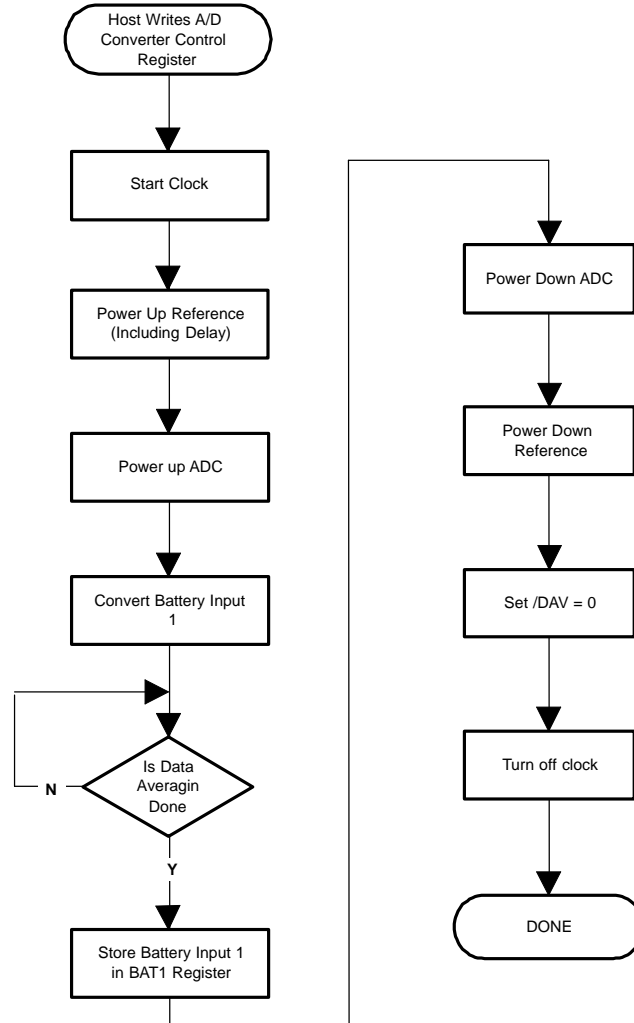 Host Writes A/D
Converter Control
Register
Start Clock
Power Up Reference
(Including Delay)
Power up ADC
Convert Battery Input
1
Is Data
Averagin
Done
N
Y
Store Battery Input 1
in BAT1 Register
Power Down ADC
Power Down
Reference
Set /DAV = 0
Turn off clock
DONE